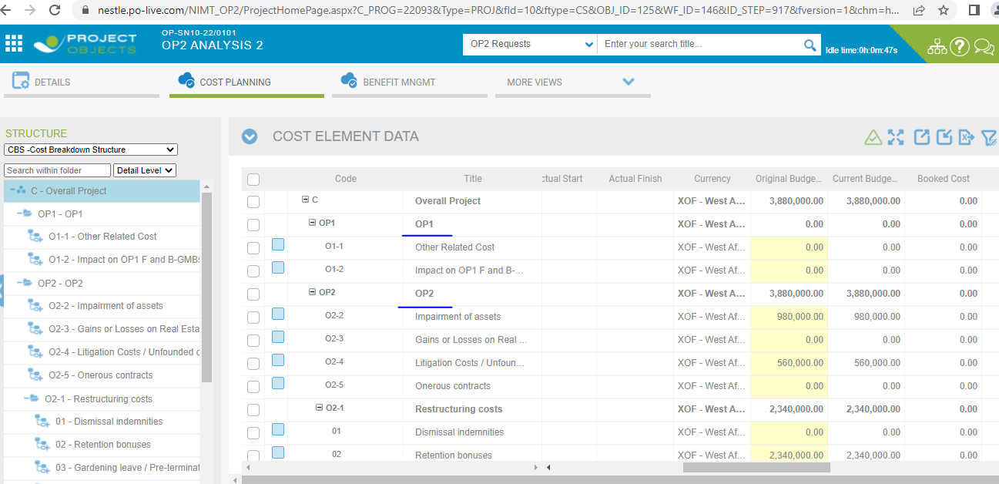 nestle.po-live.com/NIMT_OP2/ProjectHomePage.aspx?C_PROG=22093&Type=PROJ&fId=10&ftype=CS&OBJ_ID=125&WF_ID=146&ID_STEP=917&fversion=1&chm=h...
PROJECT
OBJECTS
OP-SN10-22/0101
OP2 ANALYSIS 2
OP2 Requests
Enter your search title...
Idle time:0h:0m:47s
DETAILS
COST PLANNING
BENEFIT MNGMT
MORE VIEWS
STRUCTURE
CBS -Cost Breakdown Structure
Search within folder
Detail Level
C - Overall Project
OP1 - OP1
O1-1 - Other Related Cost
O1-2 - Impact on OP1 F and B-GMBs
OP2 - OP2
O2-2 - Impairment of assets
O2-3 - Gains or Losses on Real Esta
O2-4 - Litigation Costs / Unfounded c
O2-5 - Onerous contracts
O2-1 - Restructuring costs
01 - Dismissal indemnities
02 - Retention bonuses
03 - Gardening leave / Pre-terminat
COST ELEMENT DATA
Code Title ctual Start Actual Finish Currency Original Budge... Current Budge... Booked Cost
C Overall Project XOF - West A... 3,880,000.00 3,880,000.00 0.00
OP1 OP1 XOF - West A... 0.00 0.00 0.00
O1-1 Other Related Cost XOF - West Af... 0.00 0.00 0.00
O1-2 Impact on OP1 F and B-... XOF - West Af... 0.00 0.00 0.00
OP2 OP2 XOF - West A... 3,880,000.00 3,880,000.00 0.00
O2-2 Impairment of assets XOF - West Af... 980,000.00 980,000.00 0.00
O2-3 Gains or Losses on Real ... XOF - West Af... 0.00 0.00 0.00
O2-4 Litigation Costs / Unfoun... XOF - West Af... 560,000.00 560,000.00 0.00
O2-5 Onerous contracts XOF - West Af... 0.00 0.00 0.00
O2-1 Restructuring costs XOF - West A... 2,340,000.00 2,340,000.00 0.00
01 Dismissal indemnities XOF - West Af... 0.00 0.00 0.00
02 Retention bonuses XOF - West Af... 2,340,000.00 2,340,000.00 0.00